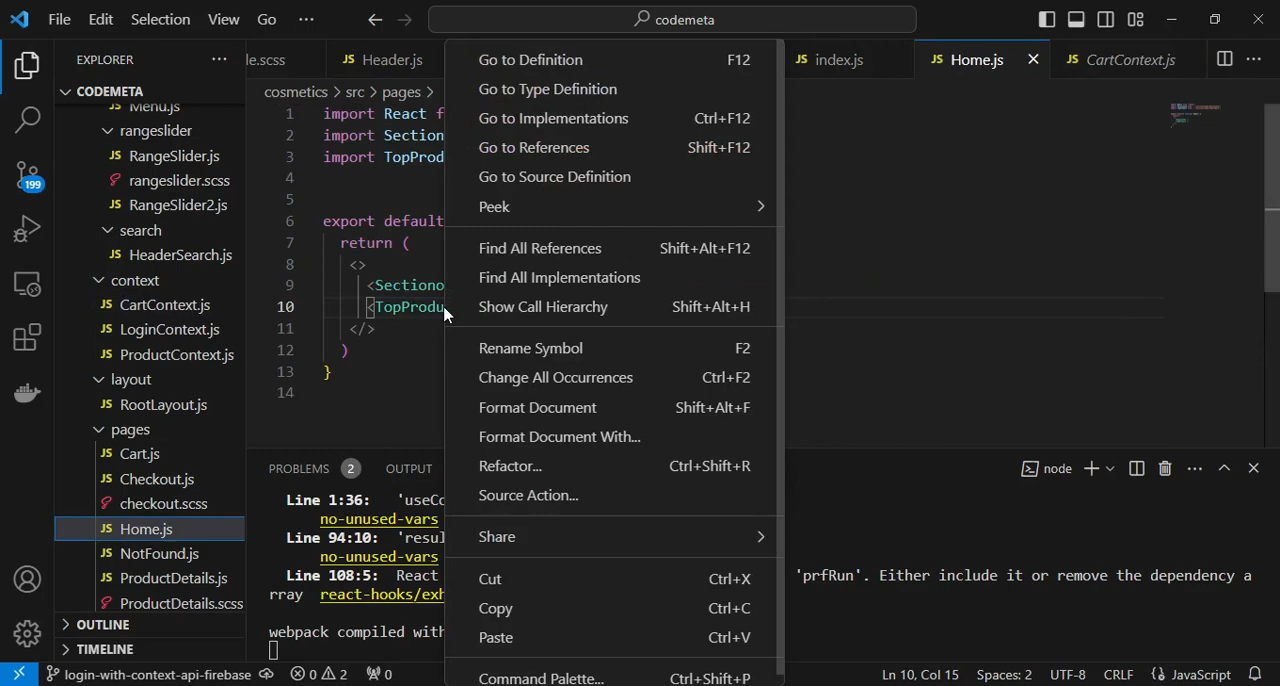 File Edit Selection View Go ···
codemeta
EXPLORER ···
le.scss
Header.js
index.js
Home.js
CartContext.js
CODEMETA
Menu.js
rangeslider
RangeSlider.js
rangeslider.scss
RangeSlider2.js
search
HeaderSearch.js
context
CartContext.js
LoginContext.js
ProductContext.js
layout
RootLayout.js
pages
Cart.js
Checkout.js
checkout.scss
Home.js
NotFound.js
ProductDetails.js
ProductDetails.scss
OUTLINE
TIMELINE
199
cosmetics > src > pages >
1 import React f
2 import Section
3 import TopProd
4
5
6 export default
7 return (
8 <>
9 <Sectiono
10 <TopProdu
11 </>
12 )
13 }
14
Go to Definition F12
Go to Type Definition
Go to Implementations Ctrl+F12
Go to References Shift+F12
Go to Source Definition
Peek
Find All References Shift+Alt+F12
Find All Implementations
Show Call Hierarchy Shift+Alt+H
Rename Symbol F2
Change All Occurrences Ctrl+F2
Format Document Shift+Alt+F
Format Document With...
Refactor... Ctrl+Shift+R
Source Action...
Share
Cut Ctrl+X
Copy Ctrl+C
Paste Ctrl+V
Command Palette... Ctrl+Shift+P
PROBLEMS 2 OUTPUT
node
Line 1:36: 'useCo
no-unused-vars
Line 94:10: 'resul
no-unused-vars
Line 108:5: React 'prfRun'. Either include it or remove the dependency a
rray react-hooks/exh
webpack compiled with
login-with-context-api-firebase 0 2 0
Ln 10, Col 15 Spaces: 2 UTF-8 CRLF JavaScript